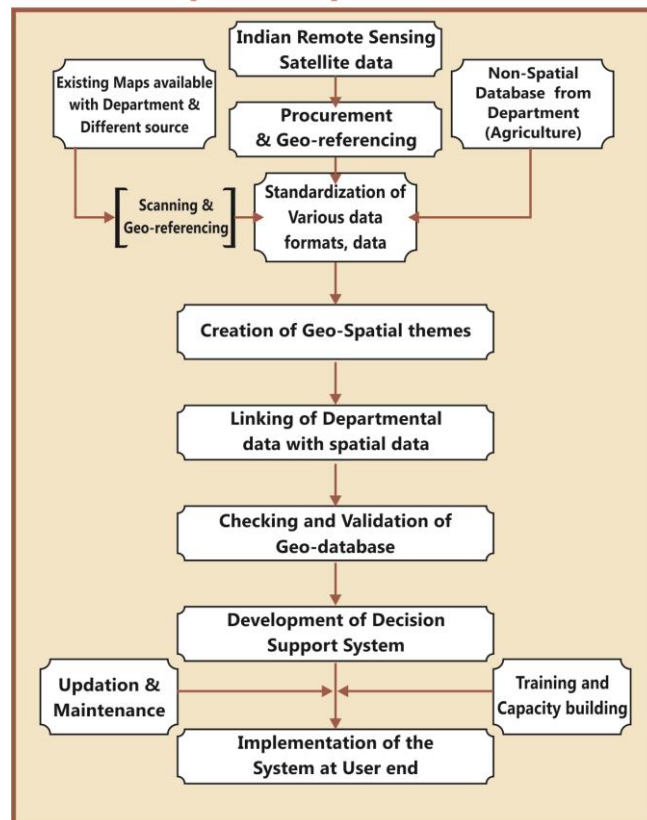 Indian Remote Sensing
Satellite data
Existing Maps available
with Department &
Different source
Non-Spatial
Database from
Department
(Agriculture)
Procurement
& Geo-referencing
Scanning &
Geo-referencing
Standardization of
Various data
formats, data
Creation of Geo-Spatial themes
Linking of Departmental
data with spatial data
Checking and Validation of
Geo-database
Development of Decision
Support System
Updation &
Maintenance
Training and
Capacity building
Implementation of the
System at User end